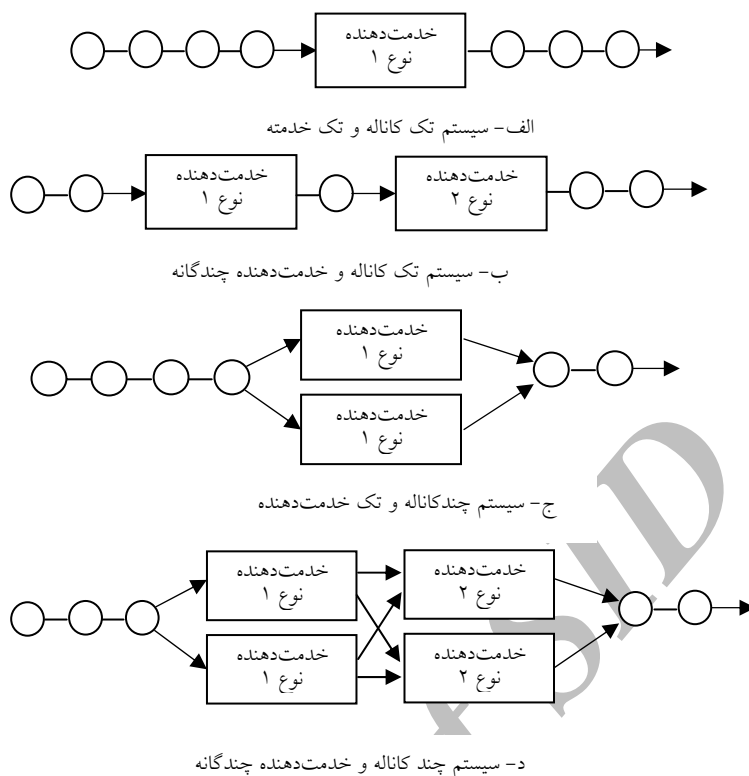 خدمت‌دهنده
نوع ۱
الف- سیستم تک کاناله و تک خدمته
خدمت‌دهنده
نوع ۱
خدمت‌دهنده
نوع ۲
ب- سیستم تک کاناله و خدمت‌دهنده چندگانه
خدمت‌دهنده
نوع ۱
خدمت‌دهنده
نوع ۱
ج- سیستم چندکاناله و تک خدمت‌دهنده
خدمت‌دهنده
نوع ۱
خدمت‌دهنده
نوع ۲
خدمت‌دهنده
نوع ۱
خدمت‌دهنده
نوع ۲
د- سیستم چند کاناله و خدمت‌دهنده چندگانه
SID